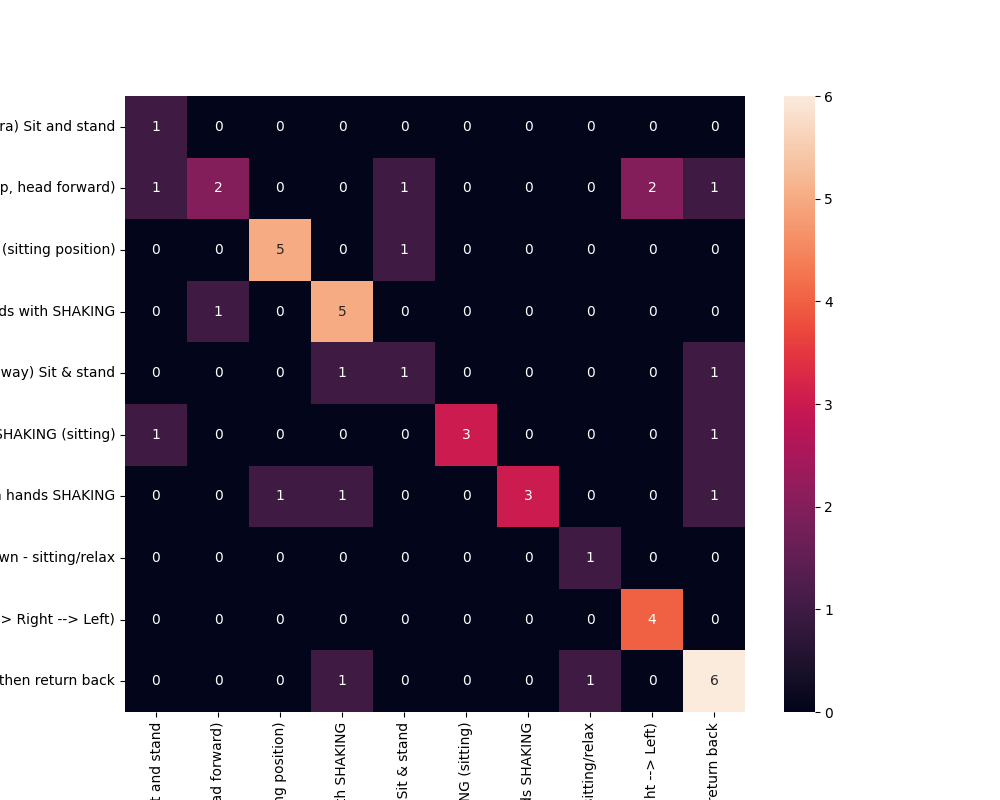 6
ra) Sit and stand 1 0 0 0 0 0 0 0 0 0
p, head forward) 1 2 0 0 1 0 0 0 2 1
5
(sitting position) 0 0 5 0 1 0 0 0 0 0
4
ds with SHAKING 0 1 0 5 0 0 0 0 0 0
way) Sit & stand 0 0 0 1 1 0 0 0 0 1
3
SHAKING (sitting) 1 0 0 0 0 3 0 0 0 1
hands SHAKING 0 0 1 1 0 0 3 0 0 1
2
wn - sitting/relax 0 0 0 0 0 0 0 1 0 0
1
> Right --> Left) 0 0 0 0 0 0 0 0 4 0
then return back 0 0 0 1 0 0 0 1 0 6
0
t and stand
ad forward)
ng position)
th SHAKING
Sit & stand
NG (sitting)
ds SHAKING
sitting/relax
ht --> Left)
return back